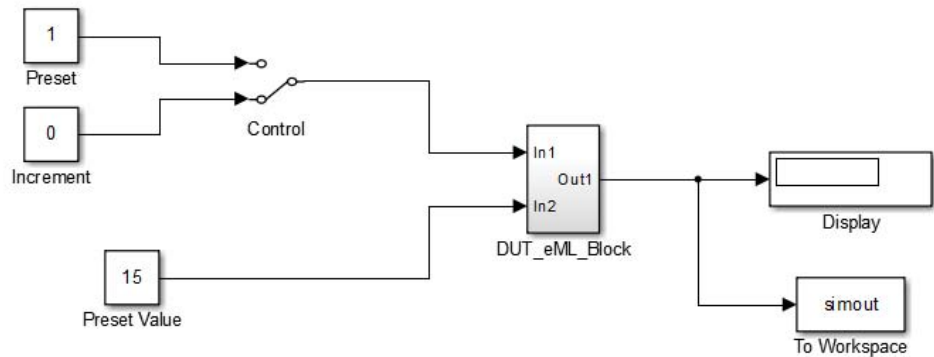 1
Preset
0
Increment
Control
15
Preset Value
In1
Out1
In2
DUT_eML_Block
Display
simout
To Workspace